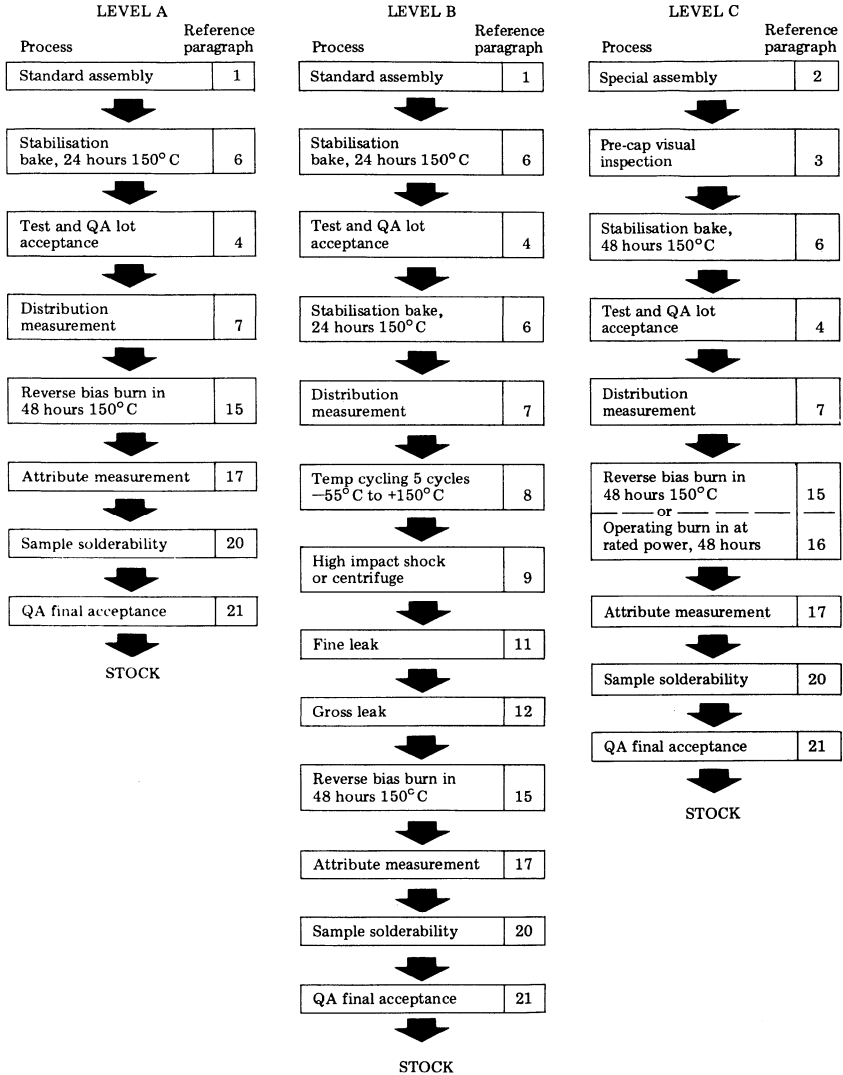 LEVEL A
Process
Reference
paragraph
Standard assembly 1
Stabilisation
bake, 24 hours 150°C 6
Test and QA lot
acceptance 4
Distribution
measurement 7
Reverse bias burn in
48 hours 150°C 15
Attribute measurement 17
Sample solderability 20
QA final acceptance 21
STOCK
LEVEL B
Process
Reference
paragraph
Standard assembly 1
Stabilisation
bake, 24 hours 150°C 6
Test and QA lot
acceptance 4
Stabilisation bake,
24 hours 150°C 6
Distribution
measurement 7
Temp cycling 5 cycles
—55°C to +150°C 8
High impact shock
or centrifuge 9
Fine leak 11
Gross leak 12
Reverse bias burn in
48 hours 150°C 15
Attribute measurement 17
Sample solderability 20
QA final acceptance 21
STOCK
LEVEL C
Process
Reference
paragraph
Special assembly 2
Pre-cap visual
inspection 3
Stabilisation bake,
48 hours 150°C 6
Test and QA lot
acceptance 4
Distribution
measurement 7
Reverse bias burn in
48 hours 150°C 15
or
Operating burn in at
rated power, 48 hours 16
Attribute measurement 17
Sample solderability 20
QA final acceptance 21
STOCK